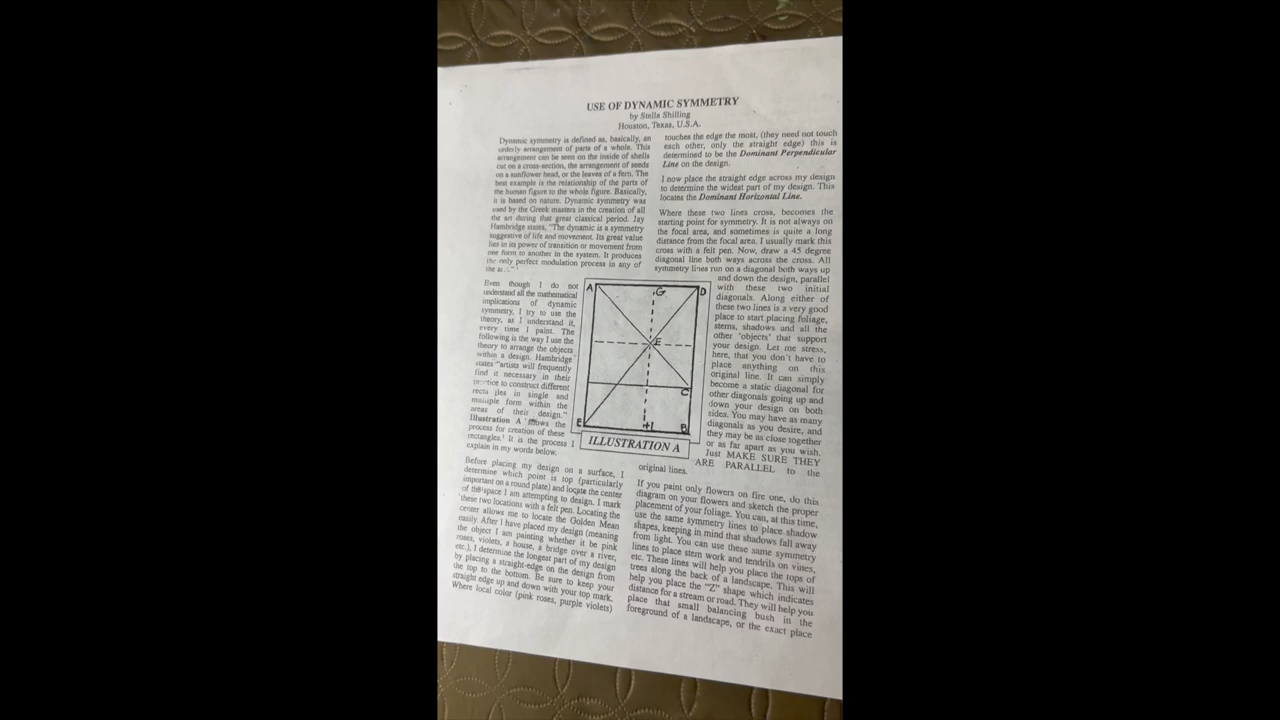 USE OF DYNAMIC SYMMETRY
by Stella Shilling
Houston, Texas, U.S.A.
Dynamic symmetry is defined as, basically, an
orderly arrangement of parts of a whole. This
arrangement can be seen on the inside of shells
cut on a cross-section, the arrangement of seeds
on a sunflower head, or the leaves of a fern. The
best example is the relationship of the parts of
the human figure to the whole figure. Basically,
it is based on nature. Dynamic symmetry was
used by the Greek masters in the creation of all
the art during that great classical period. Jay
Hambridge states, "The dynamic is a symmetry
suggestive of life and movement. Its great value
lies in its power of transition or movement from
one form to another in the system. It produces
the only perfect modulation process in any of
the
Even though I do not
understand all the mathematical
implications of dynamic
symmetry, I try to use the
theory, as I understand it,
every time I paint. The
following is the way I use the
theory to arrange the objects
within a design. Hambridge
states "artists will frequently
find it necessary in their
to construct different
in single and
multiple form within the
areas of their design."
Illustration A shows the
process for creation of these
rectangles. It is the process I
explain in my words below.
Before placing my design on a surface, I
determine which point is top (particularly
important on a round plate) and locate the center
of the space I am attempting to design. I mark
these two locations with a felt pen. Locating the
center allows me to locate the Golden Mean
easily. After I have placed my design (meaning
the object I am painting whether it be pink
roses, violets, a house, a bridge over a river,
etc.), I determine the longest part of my design
by placing a straight-edge on the design from
the top to the bottom. Be sure to keep your
straight edge up and down with your top mark.
Where local color (pink roses, purple violets)
A
G
D
E
C
E
H
B
ILLUSTRATION A
touches the edge the most, (they need not touch
each other, only the straight edge) this is
determined to be the Dominant Perpendicular
Line on the design.
I now place the straight edge across my design
to determine the widest part of my design. This
locates the Dominant Horizontal Line.
Where these two lines cross, becomes the
starting point for symmetry. It is not always on
the focal area, and sometimes is quite a long
distance from the focal area. I usually mark this
cross with a felt pen. Now, draw a 45 degree
diagonal line both ways across the cross. All
symmetry lines run on a diagonal both ways up
and down the design, parallel
with these two initial
diagonals. Along either of
these two lines is a very good
place to start placing foliage,
stems, shadows and all the
other "objects" that support
your design. Let me stress,
here, that you don't have to
place anything on this
original line. It can simply
become a static diagonal for
other diagonals going up and
down your design on both
sides. You may have as many
diagonals as you desire, and
they may be as close together
or as far apart as you wish.
Just MAKE SURE THEY
ARE PARALLEL to the
original lines.
If you paint only flowers on fire one, do this
diagram on your flowers and sketch the proper
placement of your foliage. You can, at this time,
use the same symmetry lines to place shadow
shapes, keeping in mind that shadows fall away
from light. You can use these same symmetry
lines to place stem work and tendrils on vines,
etc. These lines will help you place the tops of
trees along the back of a landscape. This will
help you place the "Z" shape which indicates
distance for a stream or road. They will help you
place that small balancing bush in the
foreground of a landscape, or the exact place